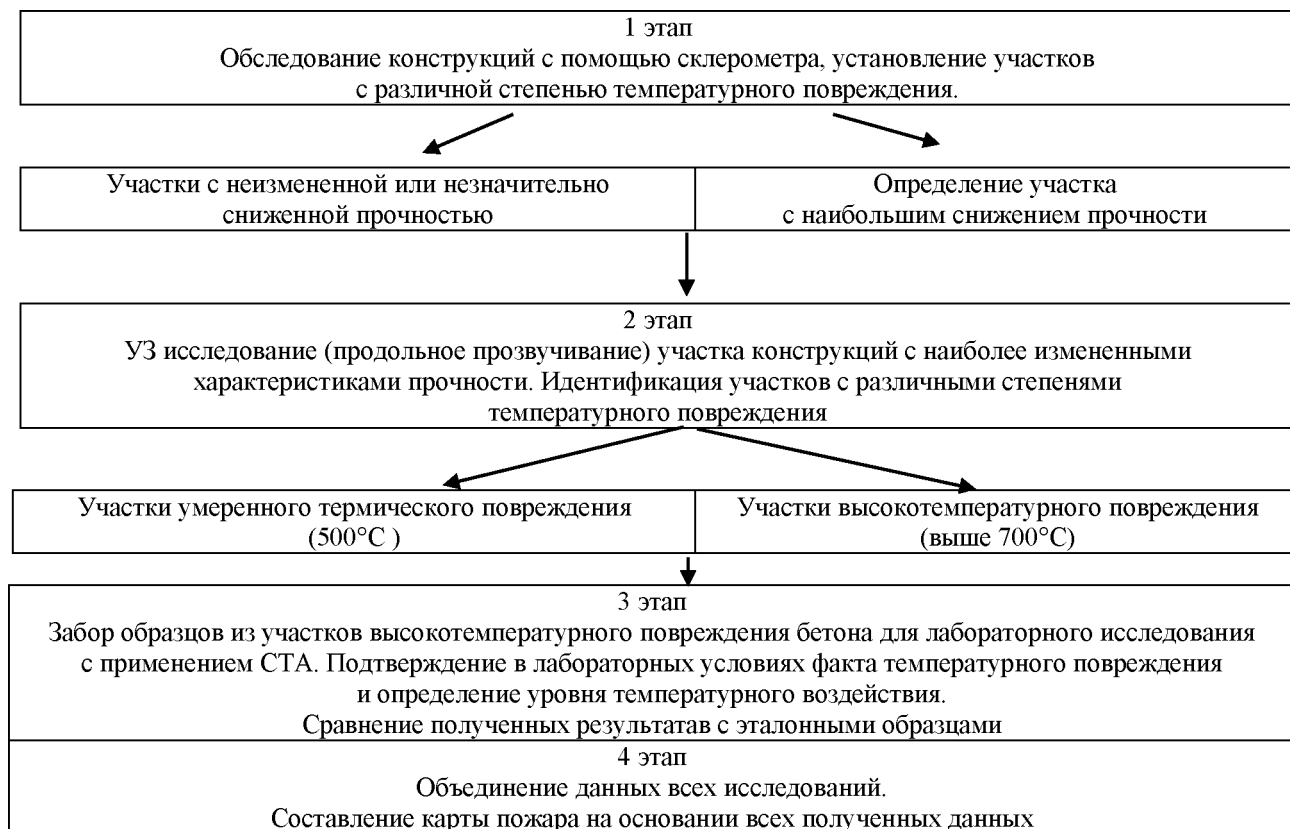 1 этап
Обследование конструкций с помощью склерометра, установление участков
с различной степенью температурного повреждения.
Участки с неизмененной или незначительно
сниженной прочностью
Определение участка
с наибольшим снижением прочности
2 этап
УЗ исследование (продольное прозвучивание) участка конструкций с наиболее измененными
характеристиками прочности. Идентификация участков с различными степенями
температурного повреждения
Участки умеренного термического повреждения
(500°С )
Участки высокотемпературного повреждения
(выше 700°С)
3 этап
Забор образцов из участков высокотемпературного повреждения бетона для лабораторного исследования
с применением СТА. Подтверждение в лабораторных условиях факта температурного повреждения
и определение уровня температурного воздействия.
Сравнение полученных результатав с эталонными образцами
4 этап
Объединение данных всех исследований.
Составление карты пожара на основании всех полученных данных